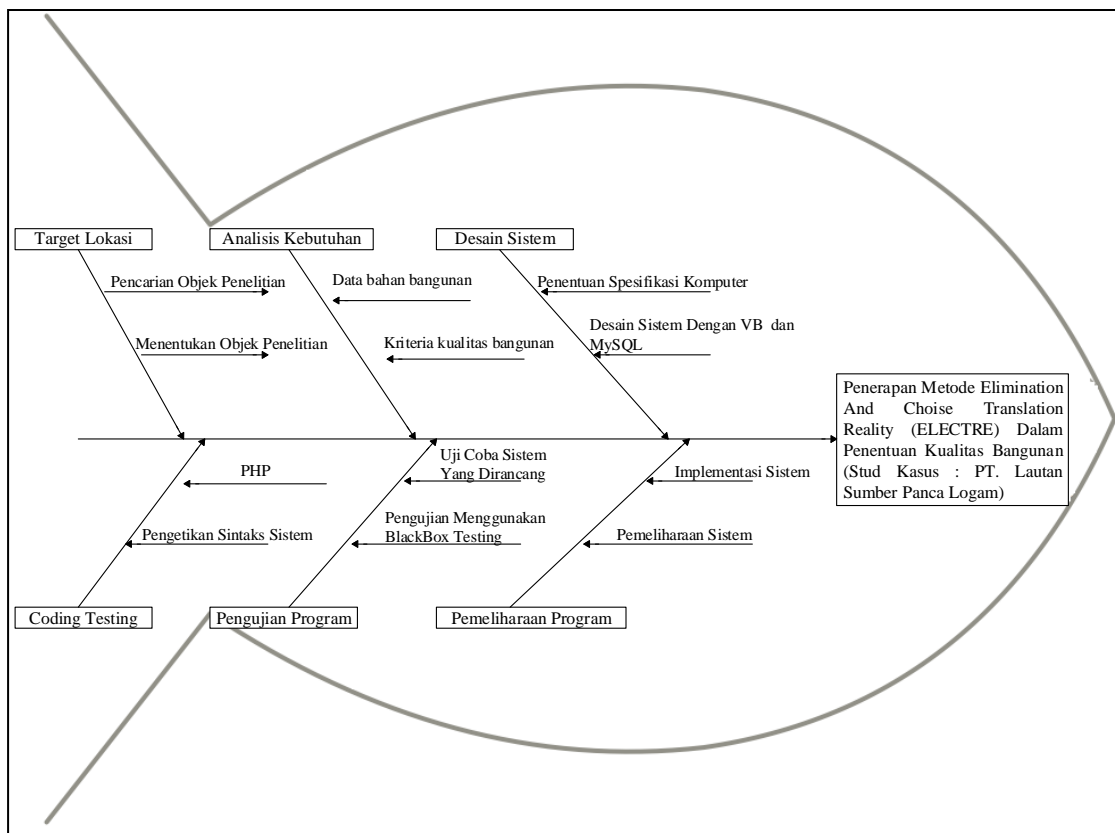 Target Lokasi
Analisis Kebutuhan
Desain Sistem
Pencarian Objek Penelitian
Menentukan Objek Penelitian
Data bahan bangunan
Kriteria kualitas bangunan
Penentuan Spesifikasi Komputer
Desain Sistem Dengan VB dan
MySQL
Penerapan Metode Elimination
And Choise Translation
Reality (ELECTRE) Dalam
Penentuan Kualitas Bangunan
(Stud Kasus : PT. Lautan
Sumber Panca Logam)
PHP
Pengetikan Sintaks Sistem
Uji Coba Sistem
Yang Dirancang
Pengujian Menggunakan
BlackBox Testing
Implementasi Sistem
Pemeliharaan Sistem
Coding Testing
Pengujian Program
Pemeliharaan Program